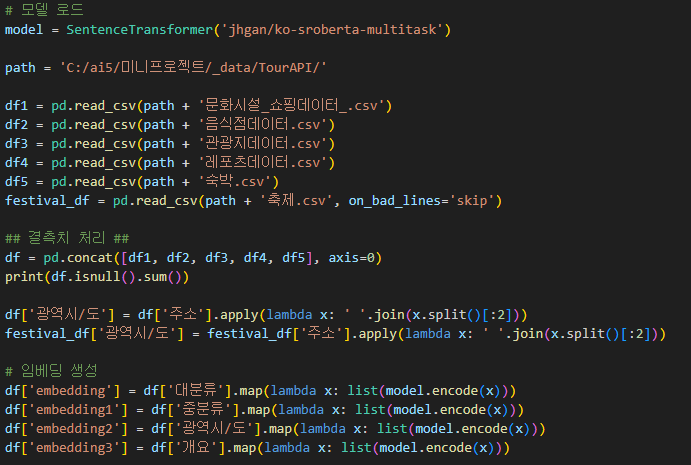 # 모델 로드
model = SentenceTransformer('jhgan/ko-sroberta-multitask')
path = 'C:/ai5/미니프로젝트/_data/TourAPI/'
df1 = pd.read_csv(path + '문화시설_쇼핑데이터_.csv')
df2 = pd.read_csv(path + '음식점데이터.csv')
df3 = pd.read_csv(path + '관광지데이터.csv')
df4 = pd.read_csv(path + '레포츠데이터.csv')
df5 = pd.read_csv(path + '숙박.csv')
festival_df = pd.read_csv(path + '축제.csv', on_bad_lines='skip')
## 결측치 처리 ##
df = pd.concat([df1, df2, df3, df4, df5], axis=0)
print(df.isnull().sum())
df['광역시/도'] = df['주소'].apply(lambda x: ' '.join(x.split()[:2]))
festival_df['광역시/도'] = festival_df['주소'].apply(lambda x: ' '.join(x.split()[:2]))
# 임베딩 생성
df['embedding'] = df['대분류'].map(lambda x: list(model.encode(x)))
df['embedding1'] = df['중분류'].map(lambda x: list(model.encode(x)))
df['embedding2'] = df['광역시/도'].map(lambda x: list(model.encode(x)))
df['embedding3'] = df['개요'].map(lambda x: list(model.encode(x)))